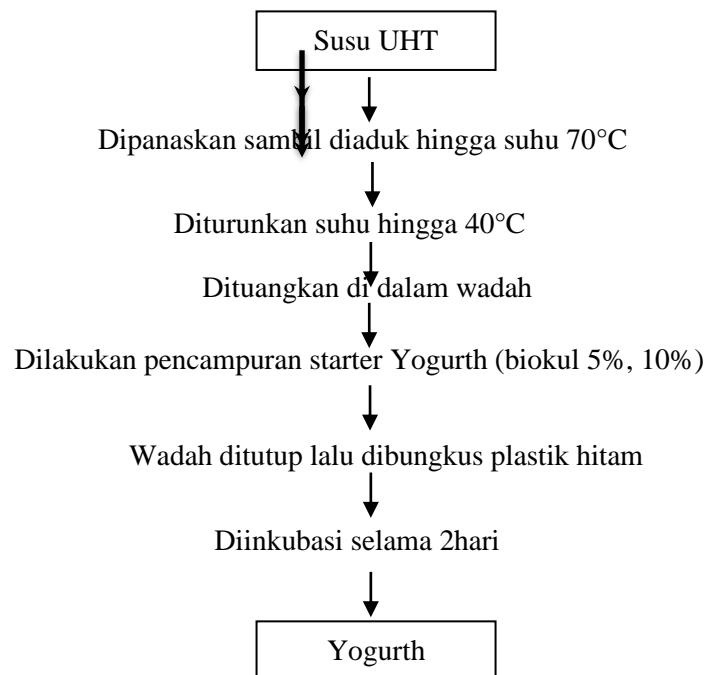 Susu UHT
Dipanaskan sambil diaduk hingga suhu 70°C
Diturunkan suhu hingga 40°C
Dituangkan di dalam wadah
Dilakukan pencampuran starter Yogurth (biokul 5%, 10%)
Wadah ditutup lalu dibungkus plastik hitam
Diinkubasi selama 2hari
Yogurth